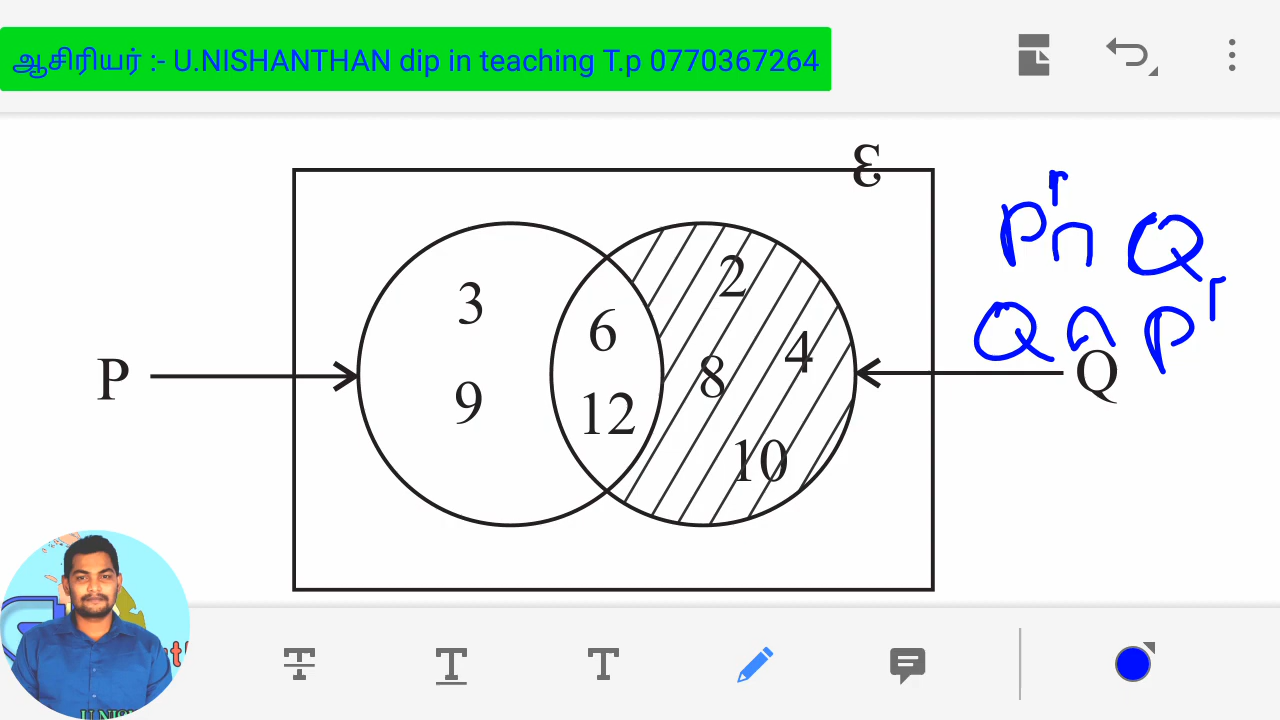 ஆசிரியர் :- U.NISHANTHAN dip in teaching T.p 0770367264
ε
P' ∩ Q
Q ∩ P'
P
Q
3
9
6
12
2
4
8
10
T
T
T